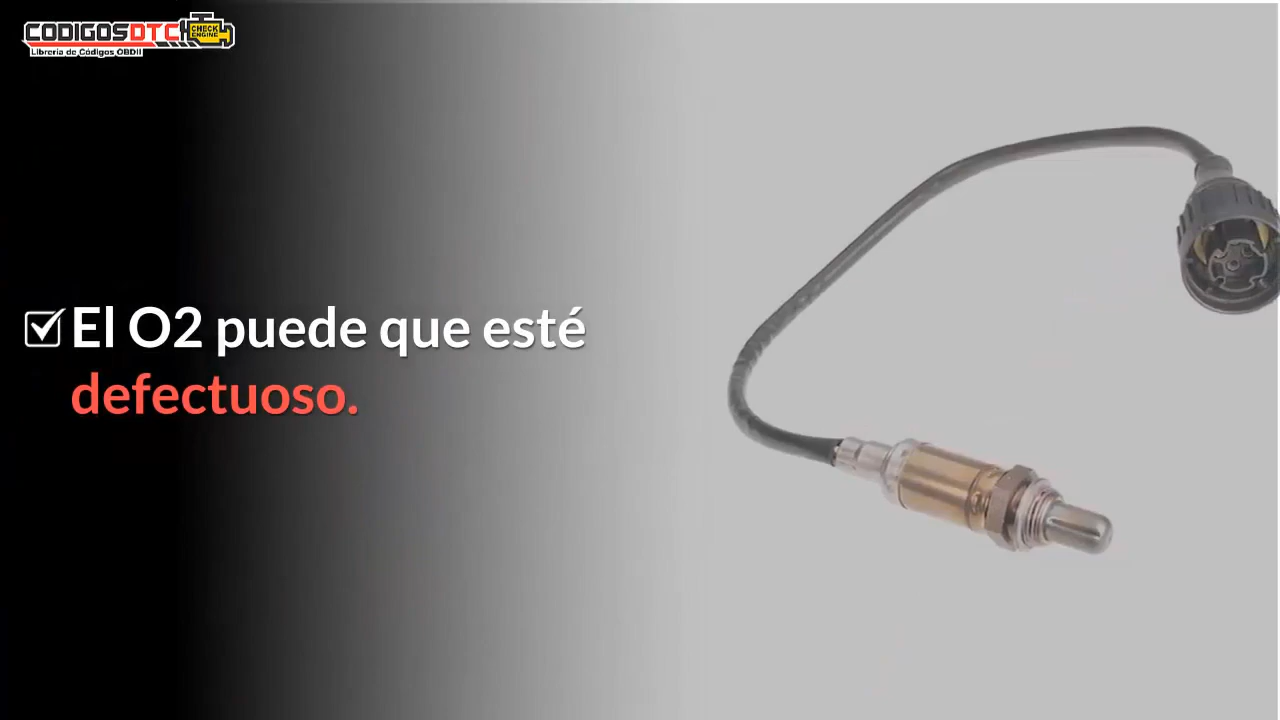 CODIGOSDTC
CHECK
ENGINE
Librería de Códigos OBDII
El O2 puede que esté
defectuoso.